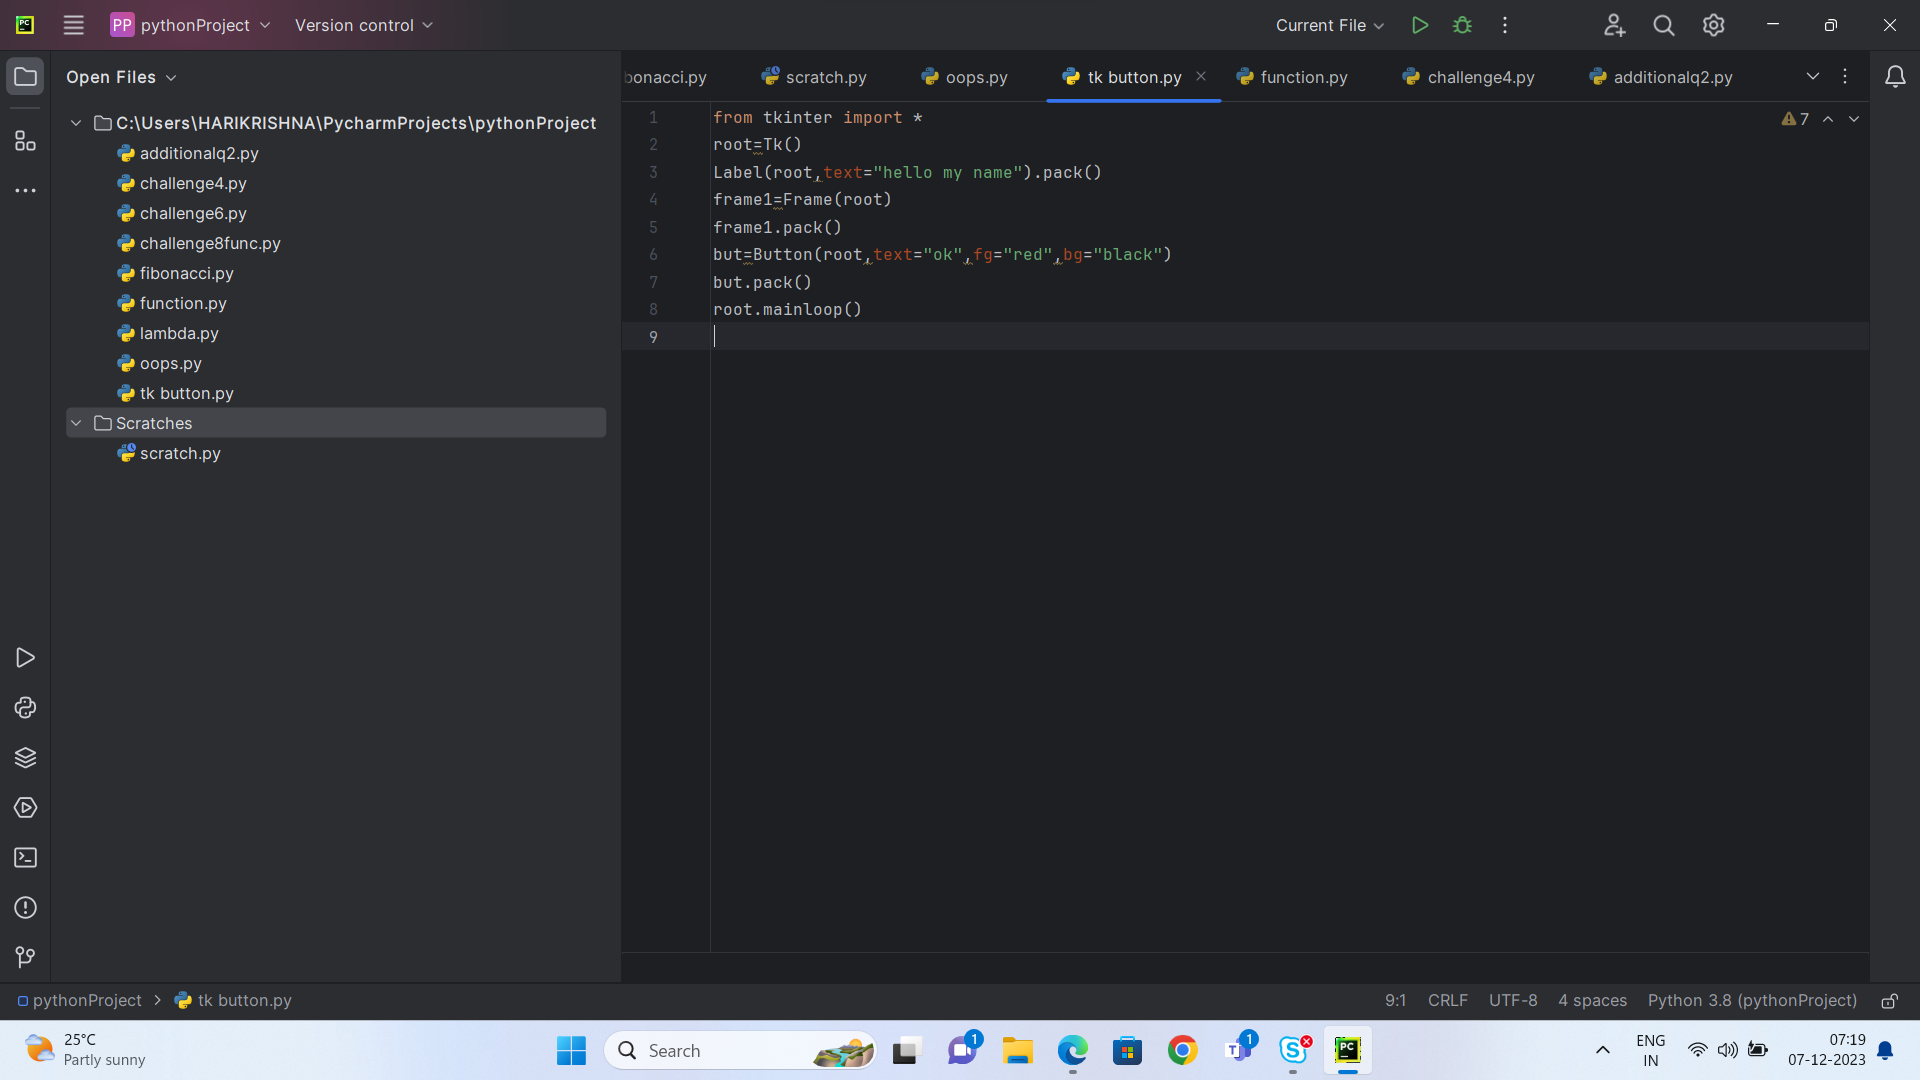 PC
PP pythonProject Version control Current File
Open Files
bonacci.py scratch.py oops.py tk button.py function.py challenge4.py additionalq2.py
C:\Users\HARIKRISHNA\PycharmProjects\pythonProject
additionalq2.py
challenge4.py
challenge6.py
challenge8func.py
fibonacci.py
function.py
lambda.py
oops.py
tk button.py
Scratches
scratch.py
7
1 from tkinter import *
2 root=Tk()
3 Label(root,text="hello my name").pack()
4 frame1=Frame(root)
5 frame1.pack()
6 but=Button(root,text="ok",fg="red",bg="black")
7 but.pack()
8 root.mainloop()
9
pythonProject > tk button.py 9:1 CRLF UTF-8 4 spaces Python 3.8 (pythonProject)
25°C
Partly sunny
Search
1
T 1
S
PC
ENG
IN
07:19
07-12-2023